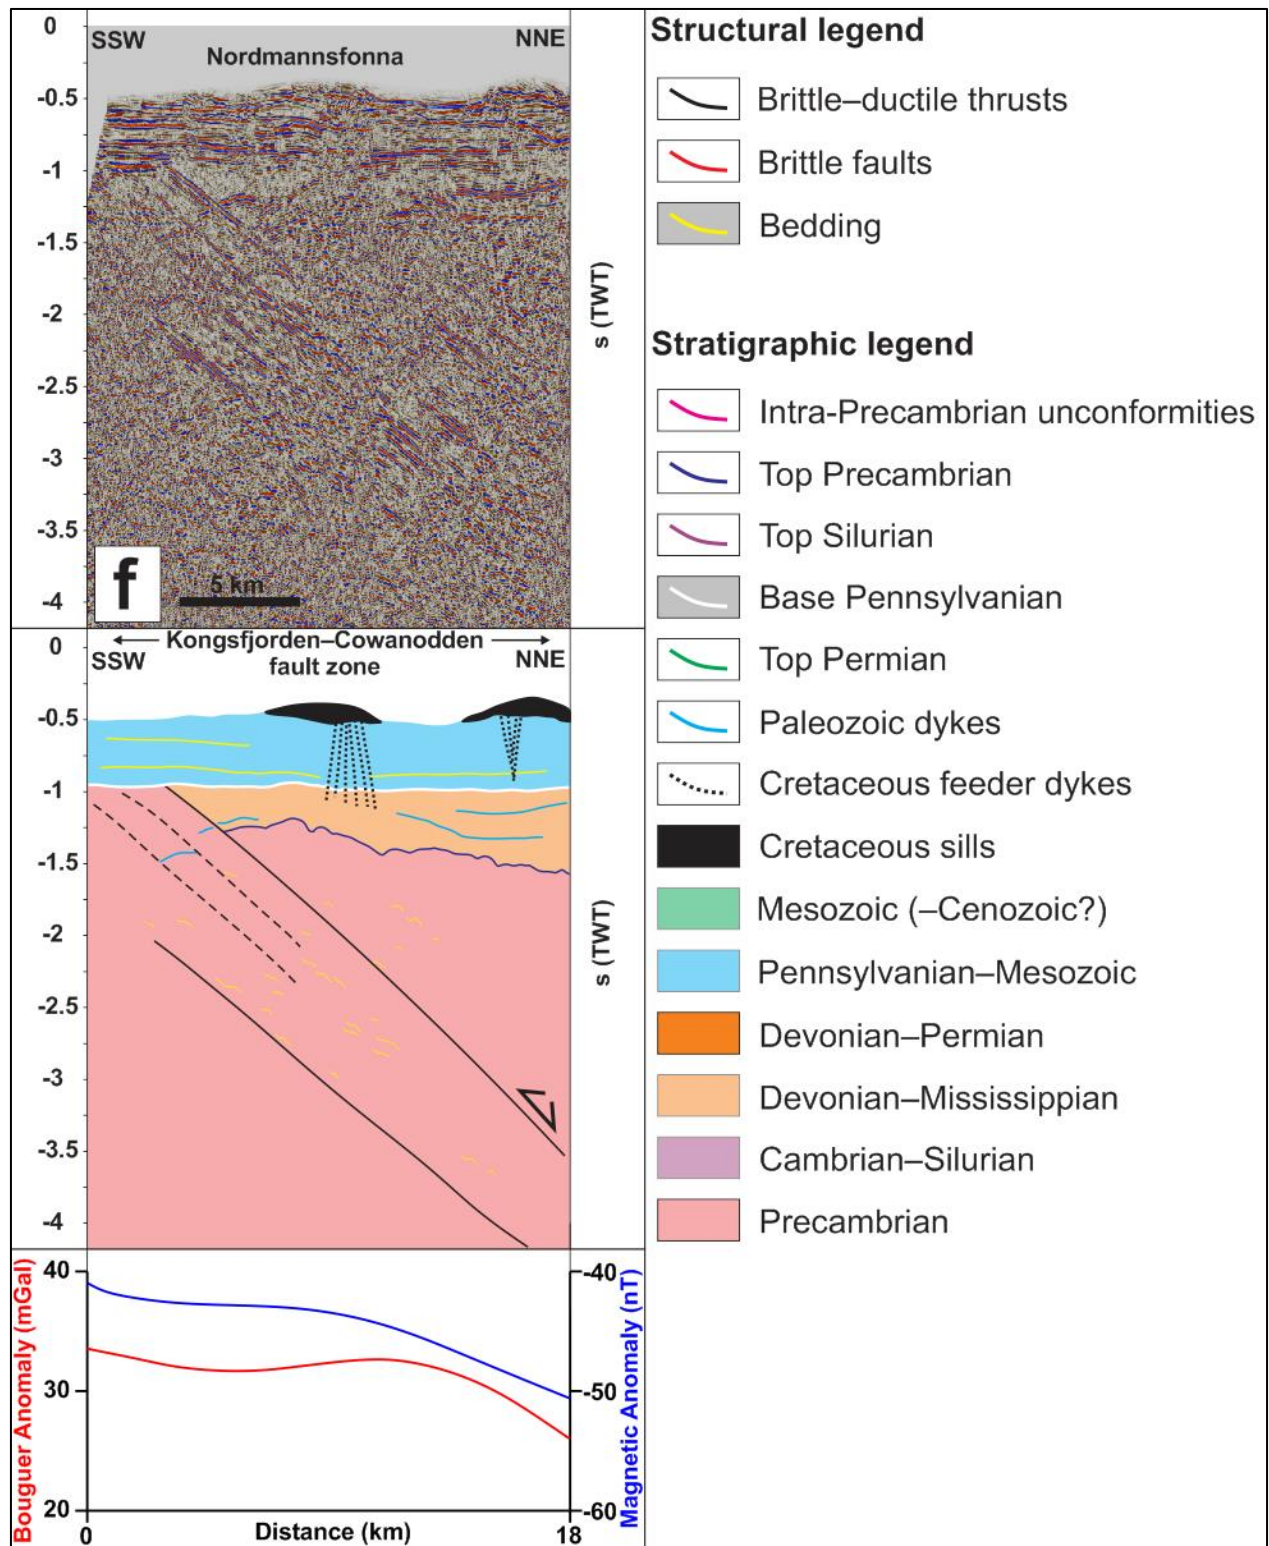 0
SSW
NNE
Nordmannsfonna
-0.5
-1
-1.5
-2
-2.5
-3
-3.5
-4
s (TWT)
f
5 km
Kongsfjorden–Cowanodden
fault zone
0
SSW
NNE
-0.5
-1
-1.5
-2
-2.5
-3
-3.5
-4
s (TWT)
40
30
20
Bouguer Anomaly (mGal)
-40
-50
-60
Magnetic Anomaly (nT)
0
Distance (km)
18
Structural legend
Brittle–ductile thrusts
Brittle faults
Bedding
Stratigraphic legend
Intra-Precambrian unconformities
Top Precambrian
Top Silurian
Base Pennsylvanian
Top Permian
Paleozoic dykes
Cretaceous feeder dykes
Cretaceous sills
Mesozoic (–Cenozoic?)
Pennsylvanian–Mesozoic
Devonian–Permian
Devonian–Mississippian
Cambrian–Silurian
Precambrian